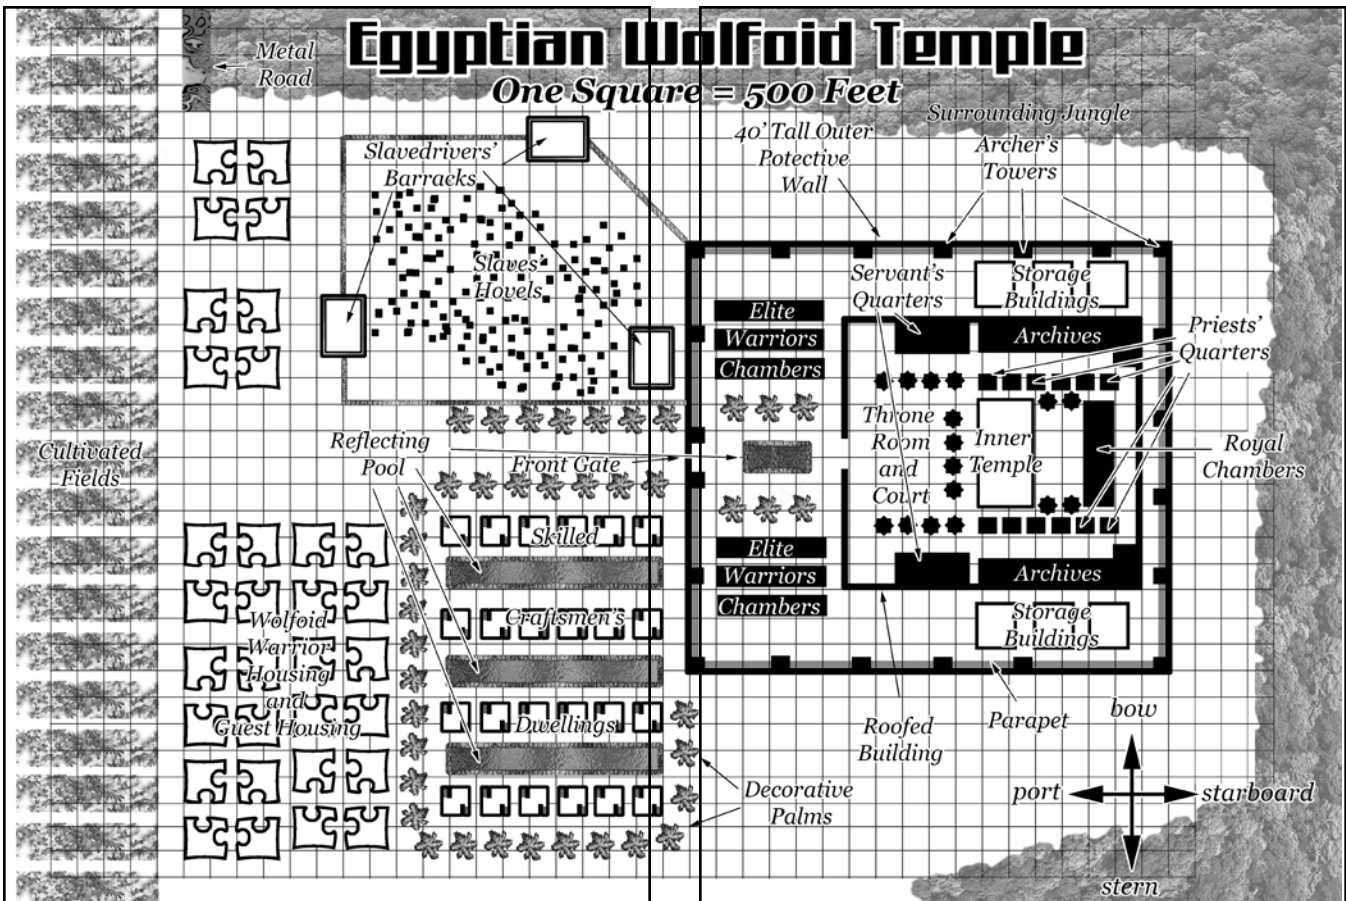 Egyptian Wolfoid Temple
One Square = 500 Feet
Metal
Road
Surrounding Jungle
40' Tall Outer
Potective
Wall
Archer's
Towers
Slavedrivers'
Barracks
Slaves'
Hovels
Servant's
Quarters
Storage
Buildings
Elite
Warriors
Chambers
Archives
Priests'
Quarters
Cultivated
Fields
Reflecting
Pool
Front Gate
Throne
Room
and
Court
Inner
Temple
Royal
Chambers
Skilled
Craftsmen's
Dwellings
Elite
Warriors
Chambers
Archives
Storage
Buildings
Wolfoid
Warrior
Housing
and
Guest Housing
Roofed
Building
Parapet
Decorative
Palms
bow
port
starboard
stern